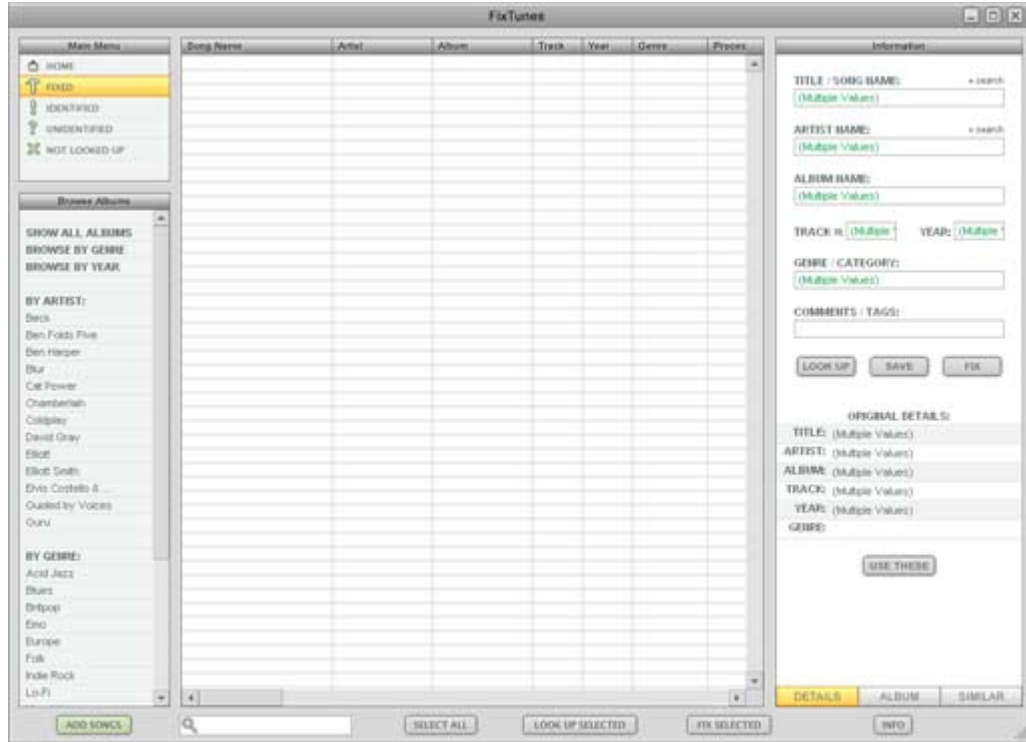 FixTunes
Main Menu
HOME
FIXED
IDENTIFIED
UNIDENTIFIED
NOT LOOKED UP
Browse Albums
SHOW ALL ALBUMS
BROWSE BY GENRE
BROWSE BY YEAR
BY ARTIST:
Beck
Ben Folds Five
Ben Harper
Blur
Cat Power
Chamberlain
Coldplay
David Gray
Elliott
Elliott Smith
Elvis Costello & ...
Guided by Voices
Guru
BY GENRE:
Acid Jazz
Blues
Britpop
Emo
Europe
Folk
Indie Rock
Lo-Fi
ADD SONGS
Song Name Artist Album Track Year Genre Proces
SELECT ALL LOOK UP SELECTED FIX SELECTED
Information
TITLE / SONG NAME: search
(Multiple Values)
ARTIST NAME: search
(Multiple Values)
ALBUM NAME:
(Multiple Values)
TRACK #: (Multiple YEAR: (Multiple
GENRE / CATEGORY:
(Multiple Values)
COMMENTS / TAGS:
LOOK UP SAVE FIX
ORIGINAL DETAILS:
TITLE: (Multiple Values)
ARTIST: (Multiple Values)
ALBUM: (Multiple Values)
TRACK: (Multiple Values)
YEAR: (Multiple Values)
GENRE:
USE THESE
DETAILS ALBUM SIMILAR
INFO